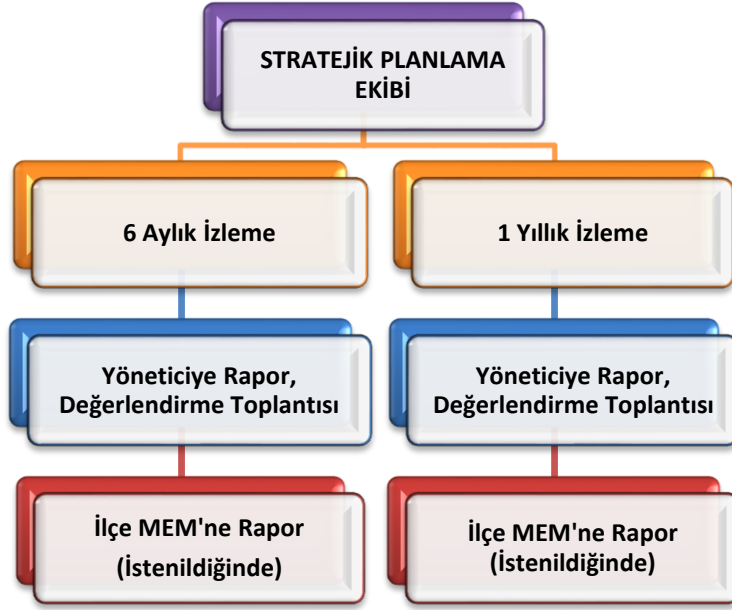 STRATEJİK PLANLAMA
EKİBİ
6 Aylık İzleme
1 Yıllık İzleme
Yöneticiye Rapor,
Değerlendirme Toplantısı
Yöneticiye Rapor,
Değerlendirme Toplantısı
İlçe MEM'ne Rapor
(İstenildiğinde)
İlçe MEM'ne Rapor
(İstenildiğinde)